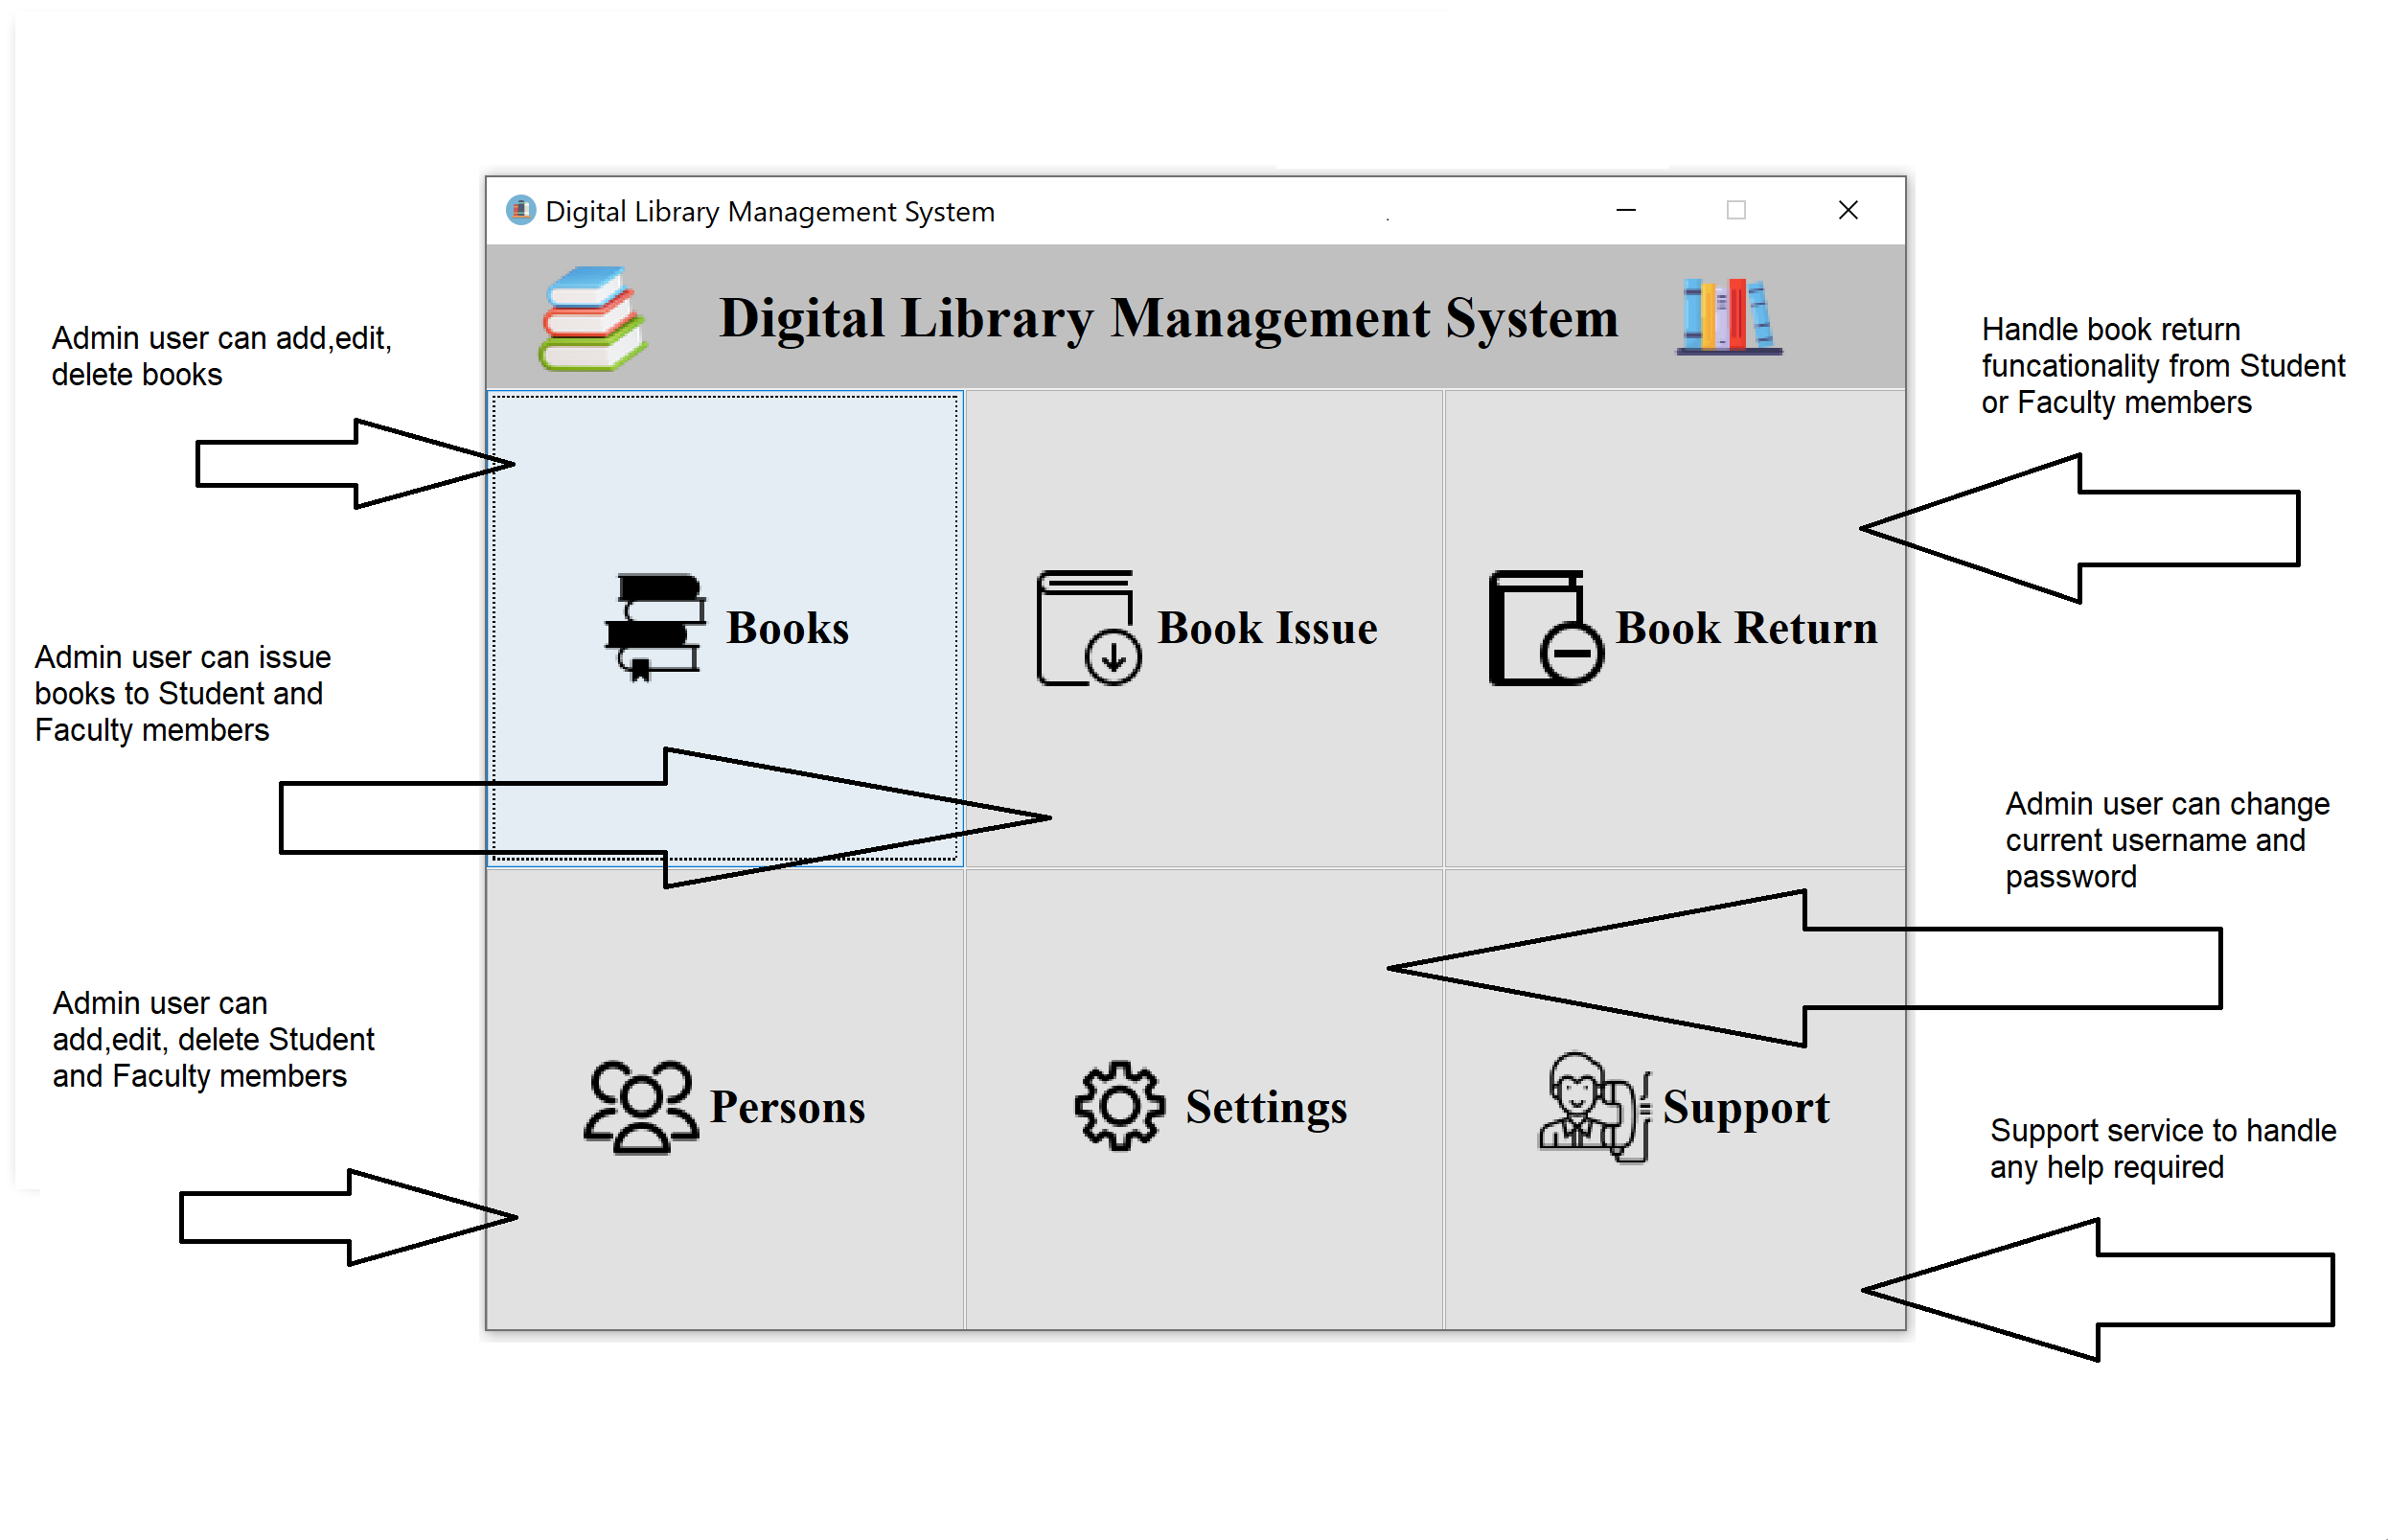 Digital Library Management System
Digital Library Management System
Admin user can add,edit,
delete books
Handle book return
funcationality from Student
or Faculty members
Books
Book Issue
Book Return
Admin user can issue
books to Student and
Faculty members
Admin user can change
current username and
password
Admin user can
add,edit, delete Student
and Faculty members
Persons
Settings
Support
Support service to handle
any help required